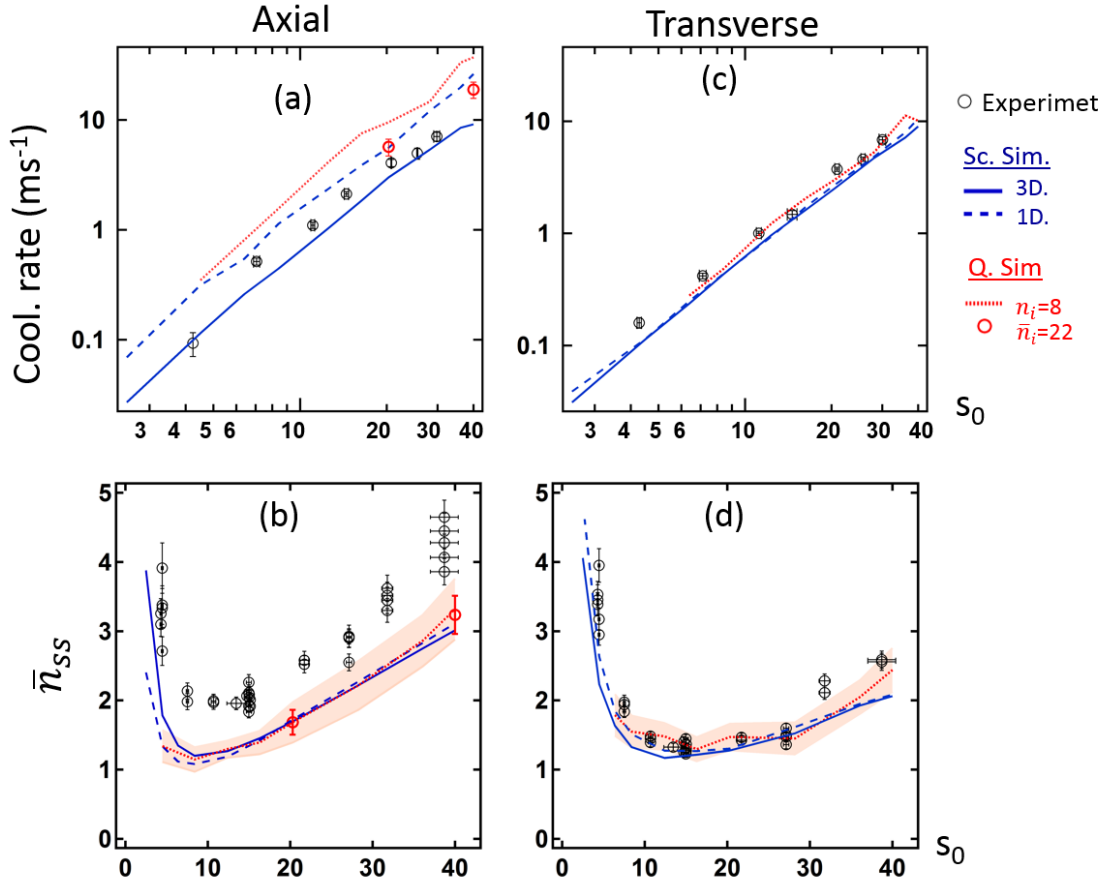 Axial
Transverse
(a)
(c)
Cool. rate (ms⁻¹)
10
1
0.1
3 4 5 6 10 20 30 40
10
1
0.1
3 4 5 6 10 20 30 40
s₀
Experimet
Sc. Sim.
3D.
1D.
Q. Sim
nᵢ=8
n̄ᵢ=22
(b)
(d)
n̄SS
5
4
3
2
1
0
0 10 20 30 40
5
4
3
2
1
0
0 10 20 30 40
s₀